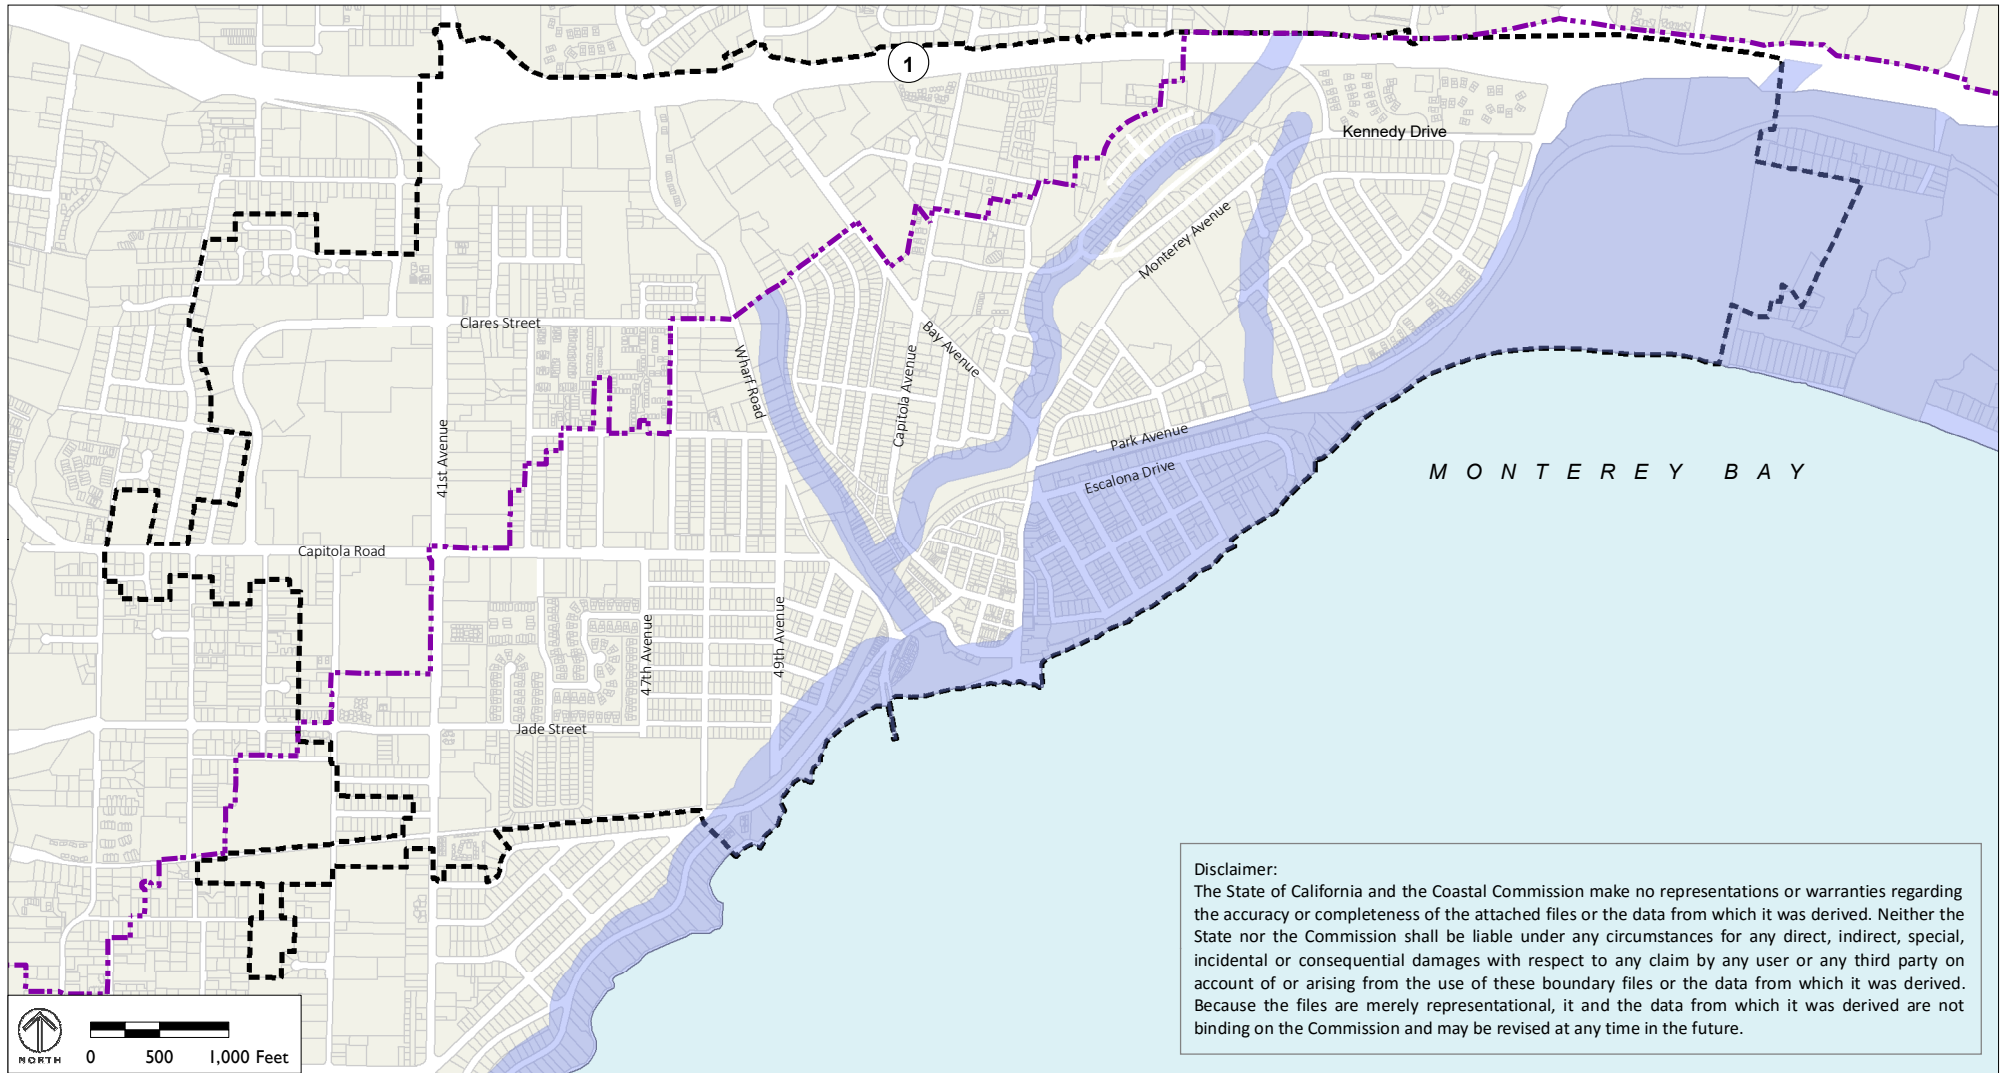 1
Kennedy Drive
Monterey Avenue
Clares Street
Wharf Road
Bay Avenue
Capitola Avenue
41st Avenue
Park Avenue
Escalona Drive
MONTEREY BAY
Capitola Road
47th Avenue
49th Avenue
Jade Street
Disclaimer:
The State of California and the Coastal Commission make no representations or warranties regarding
the accuracy or completeness of the attached files or the data from which it was derived. Neither the
State nor the Commission shall be liable under any circumstances for any direct, indirect, special,
incidental or consequential damages with respect to any claim by any user or any third party on
account of or arising from the use of these boundary files or the data from which it was derived.
Because the files are merely representational, it and the data from which it was derived are not
binding on the Commission and may be revised at any time in the future.
NORTH
0 500 1,000 Feet